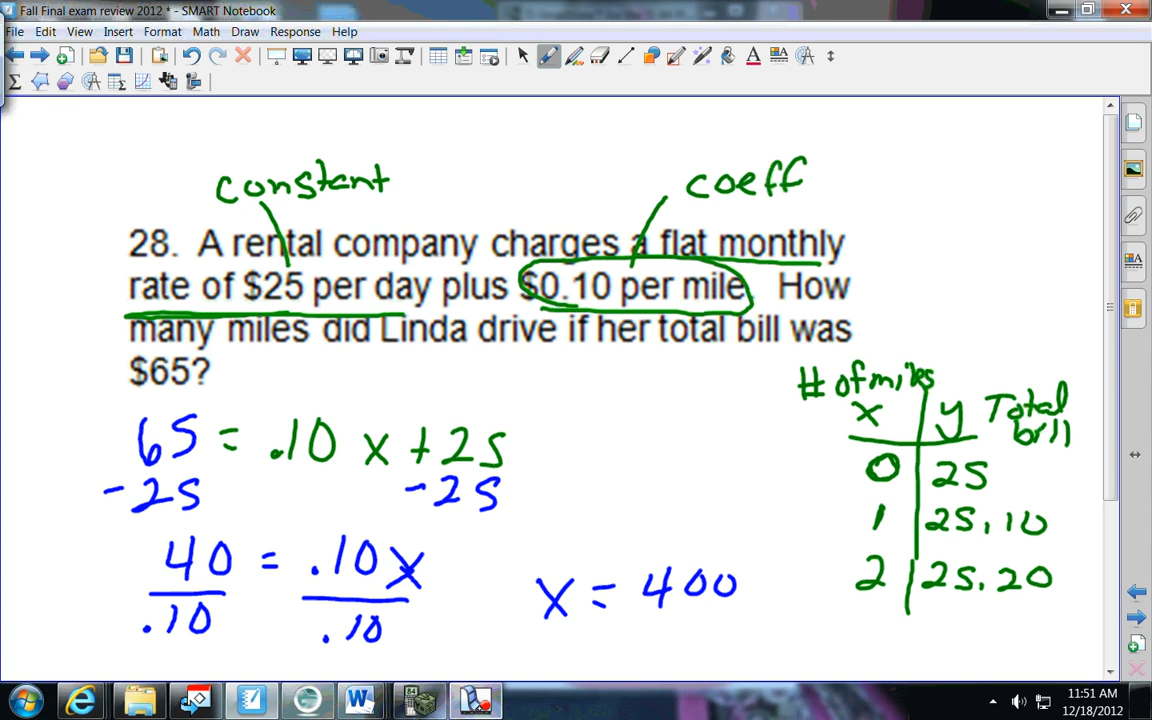 Fall Final exam review 2012 * - SMART Notebook
File Edit View Insert Format Math Draw Response Help
constant
coeff
28. A rental company charges a flat monthly
rate of $25 per day plus $0.10 per mile. How
many miles did Linda drive if her total bill was
$65?
# of miles
x y Total
bill
65 = .10 x + 25
0 25
-25 -25
1 25.10
40 = .10x
2 25.20
.10 .10
x = 400
11:51 AM
12/18/2012